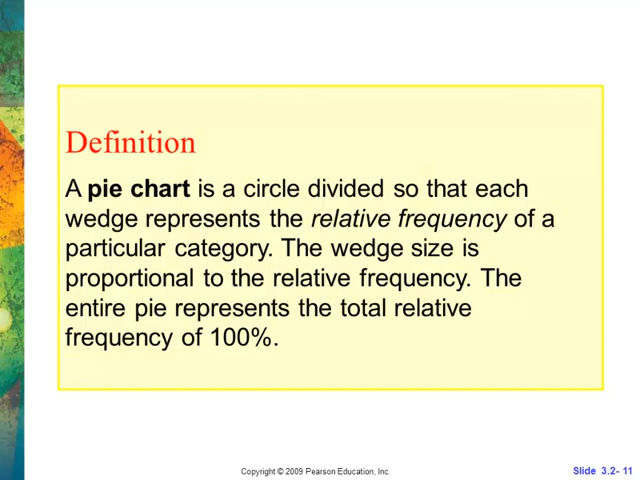 Definition
A pie chart is a circle divided so that each
wedge represents the relative frequency of a
particular category. The wedge size is
proportional to the relative frequency. The
entire pie represents the total relative
frequency of 100%.
Copyright © 2009 Pearson Education, Inc.
Slide 3.2- 11